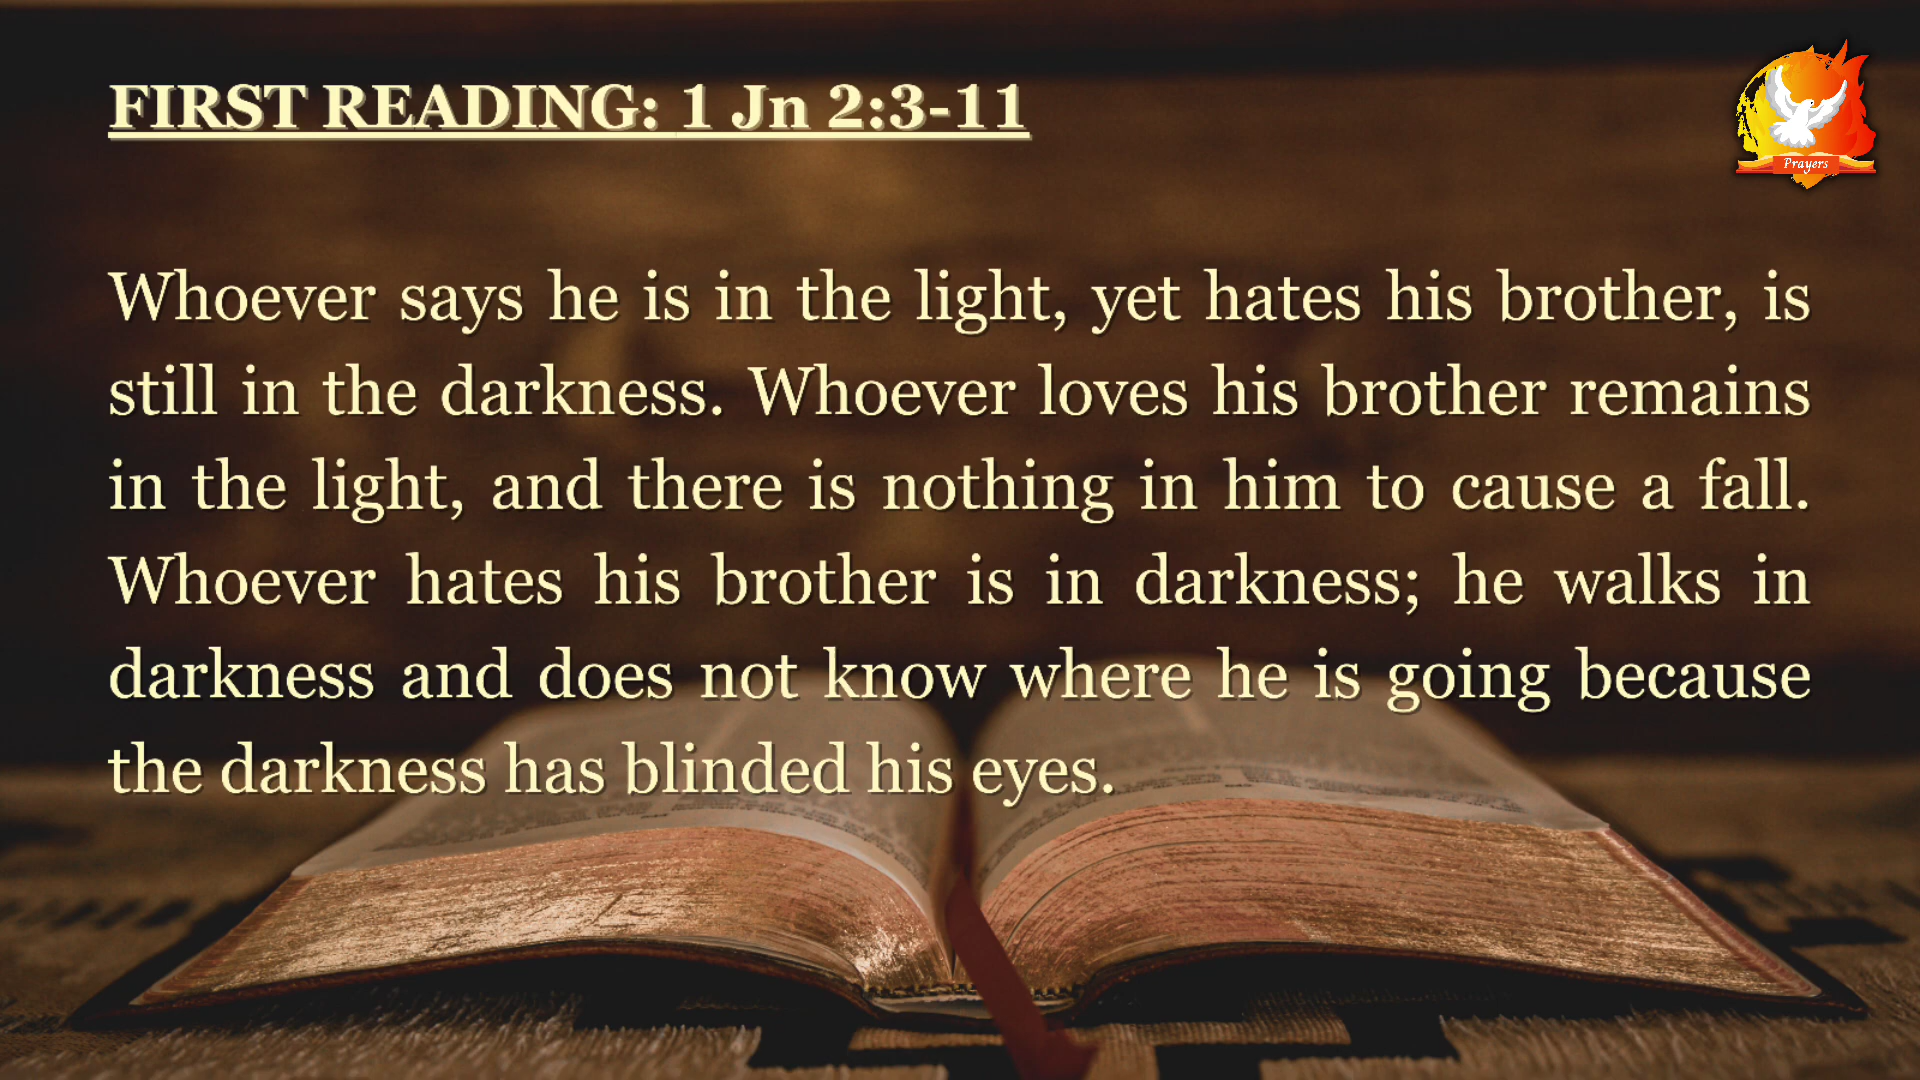 FIRST READING: 1 Jn 2:3-11
Prayers
Whoever says he is in the light, yet hates his brother, is
still in the darkness. Whoever loves his brother remains
in the light, and there is nothing in him to cause a fall.
Whoever hates his brother is in darkness; he walks in
darkness and does not know where he is going because
the darkness has blinded his eyes.